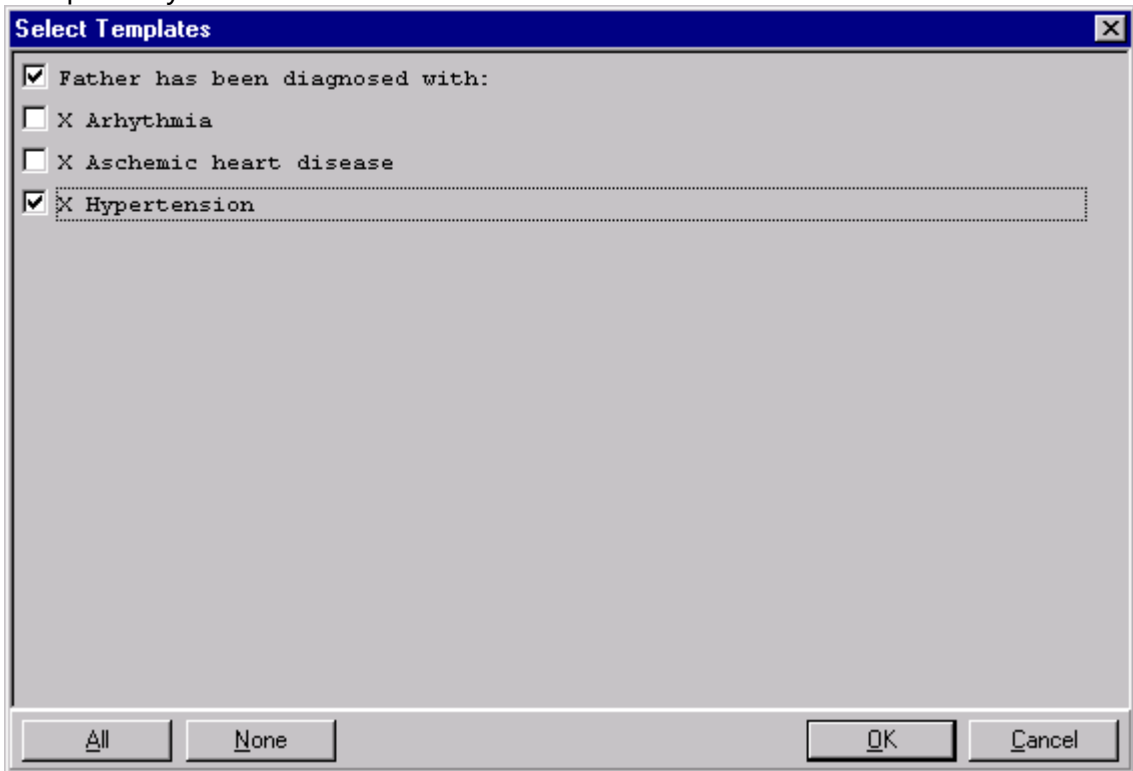 Select Templates
Father has been diagnosed with:
X Arhythmia
X Aschemic heart disease
X Hypertension
All None OK Cancel